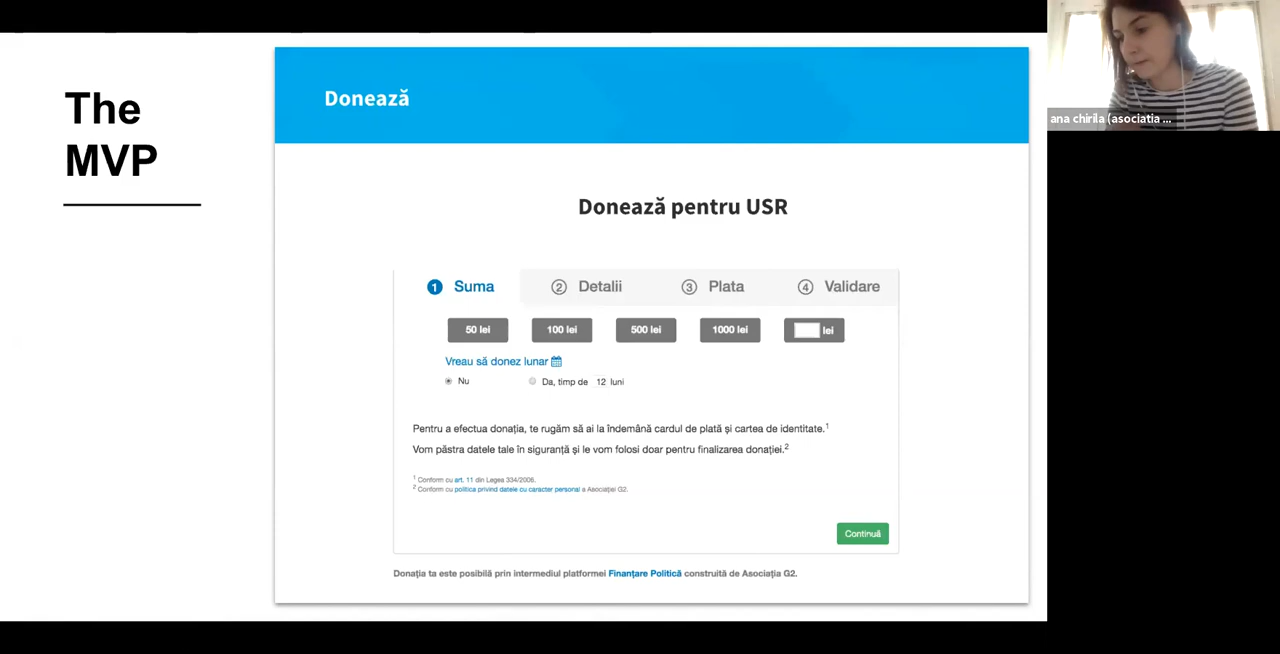 The
MVP
Donează
Donează pentru USR
1 Suma 2 Detalii 3 Plata 4 Validare
50 lei 100 lei 500 lei 1000 lei lei
Vreau să donez lunar
Nu Da, timp de 12 luni
Pentru a efectua donația, te rugăm să ai la îndemână cardul de plată și cartea de identitate.1
Vom păstra datele tale în siguranță și le vom folosi doar pentru finalizarea donației.2
1 Conform cu art. 11 din Legea 334/2006.
2 Conform cu politica privind datele cu caracter personal a Asociației G2.
Continuă
Donația ta este posibilă prin intermediul platformei Finanțare Politică construită de Asociația G2.
ana chirila (asociatia ...